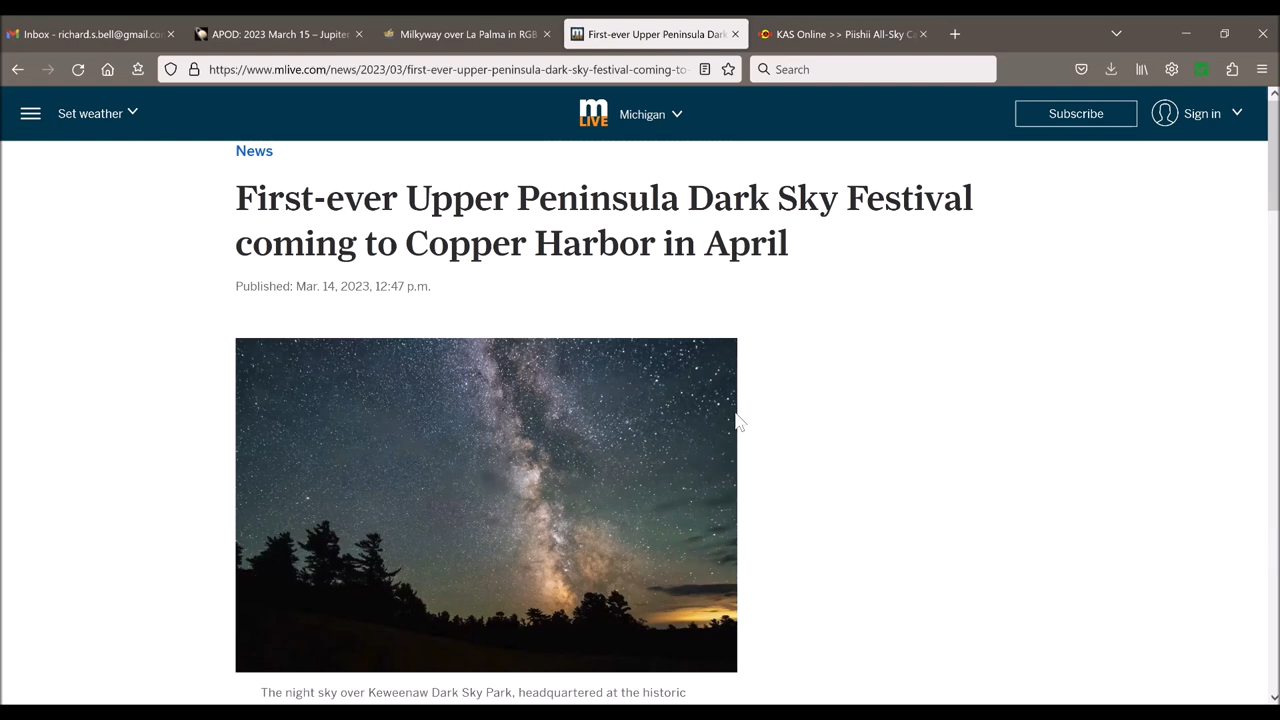 Inbox - richard.s.bell@gmail.co
APOD: 2023 March 15 – Jupiter
Milkyway over La Palma in RGB
First-ever Upper Peninsula Dark
KAS Online >> Piishii All-Sky Ca
https://www.mlive.com/news/2023/03/first-ever-upper-peninsula-dark-sky-festival-coming-to-
Search
Set weather
m LIVE
Michigan
Subscribe
Sign in
News
First-ever Upper Peninsula Dark Sky Festival
coming to Copper Harbor in April
Published: Mar. 14, 2023, 12:47 p.m.
The night sky over Keweenaw Dark Sky Park, headquartered at the historic